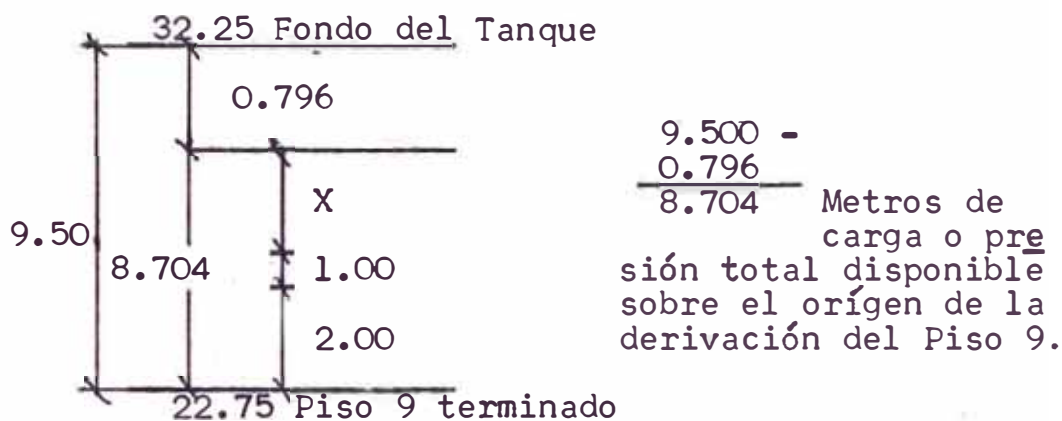 32.25 Fondo del Tanque
0.796
X
9.50
8.704
1.00
2.00
22.75 Piso 9 terminado
9.500 -
0.796
8.704 Metros de
carga o pre
sión total disponible
sobre el orígen de la
derivación del Piso 9.